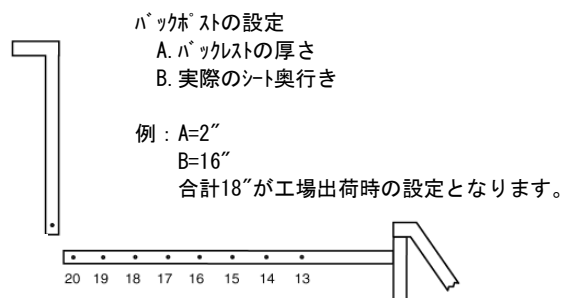 ﾊﾞｯｸﾎﾟｽﾄの設定
A.ﾊﾞｯｸﾚｽﾄの厚さ
B.実際のｼｰﾄ奥行き
例：A=2″
B=16″
合計18″が工場出荷時の設定となります。
20 19 18 17 16 15 14 13